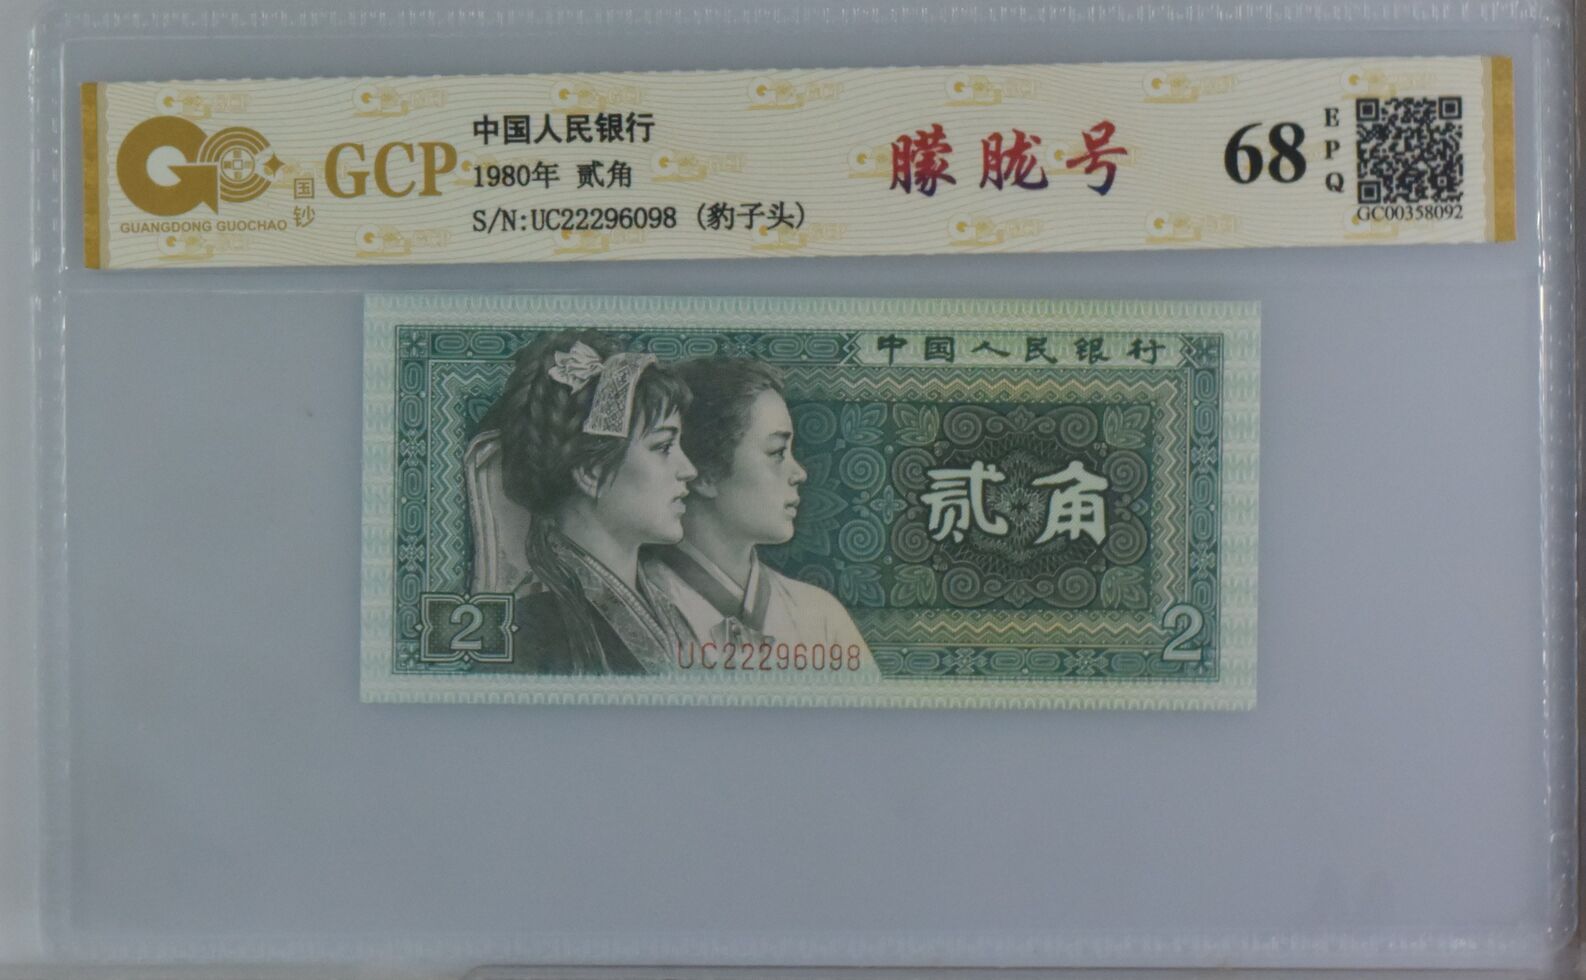 GUANGDONG GUOCHAO
国钞
GCP
中国人民银行
1980年 贰角
S/N:UC22296098 (豹子头)
朦胧号
68
EPQ
GC00358092
中国人民银行
贰角
2
2
UC22296098